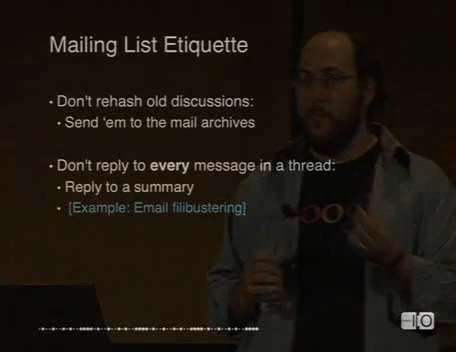 Mailing List Etiquette
• Don't rehash old discussions:
• Send 'em to the mail archives
• Don't reply to every message in a thread:
• Reply to a summary
• [Example: Email filibustering]
IO